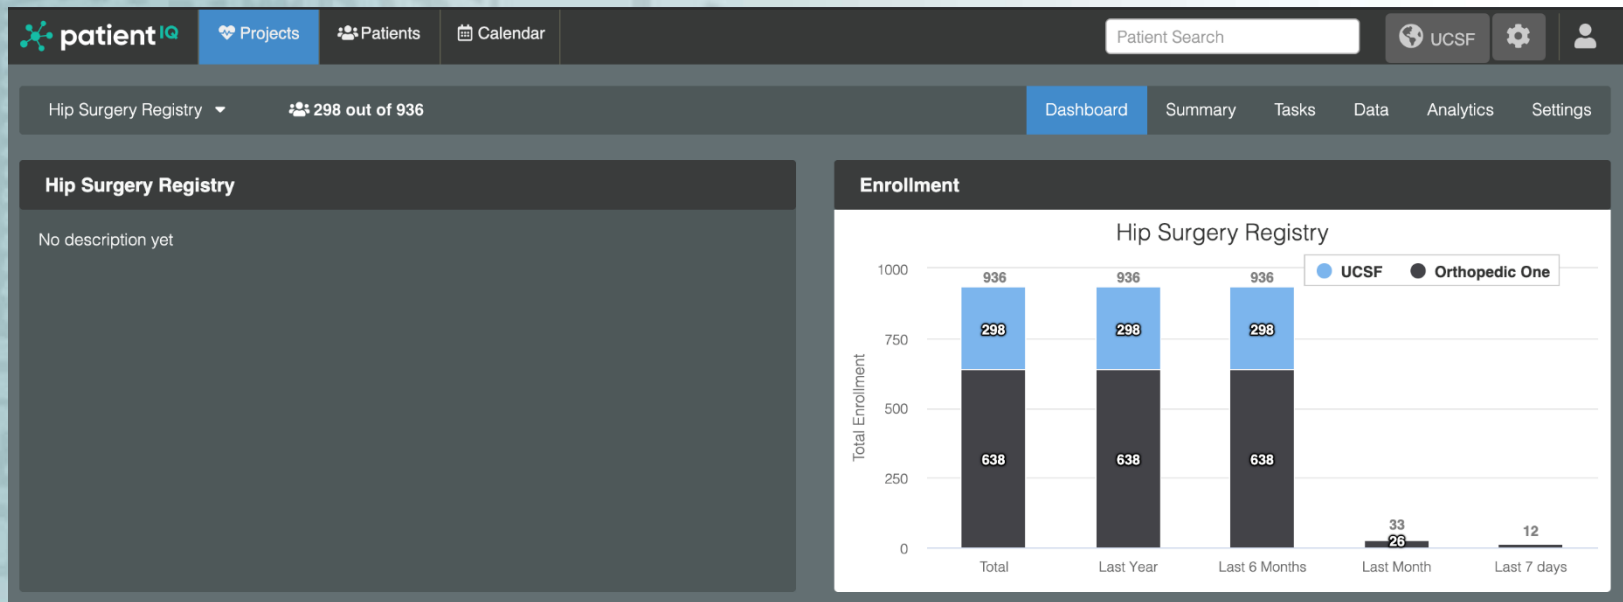 patient IQ
Projects
Patients
Calendar
Patient Search
UCSF
Hip Surgery Registry
298 out of 936
Dashboard
Summary
Tasks
Data
Analytics
Settings
Hip Surgery Registry
No description yet
Enrollment
Hip Surgery Registry
UCSF
Orthopedic One
Total Enrollment
1000
750
500
250
0
936
936
936
298
298
298
638
638
638
33
26
12
Total
Last Year
Last 6 Months
Last Month
Last 7 days